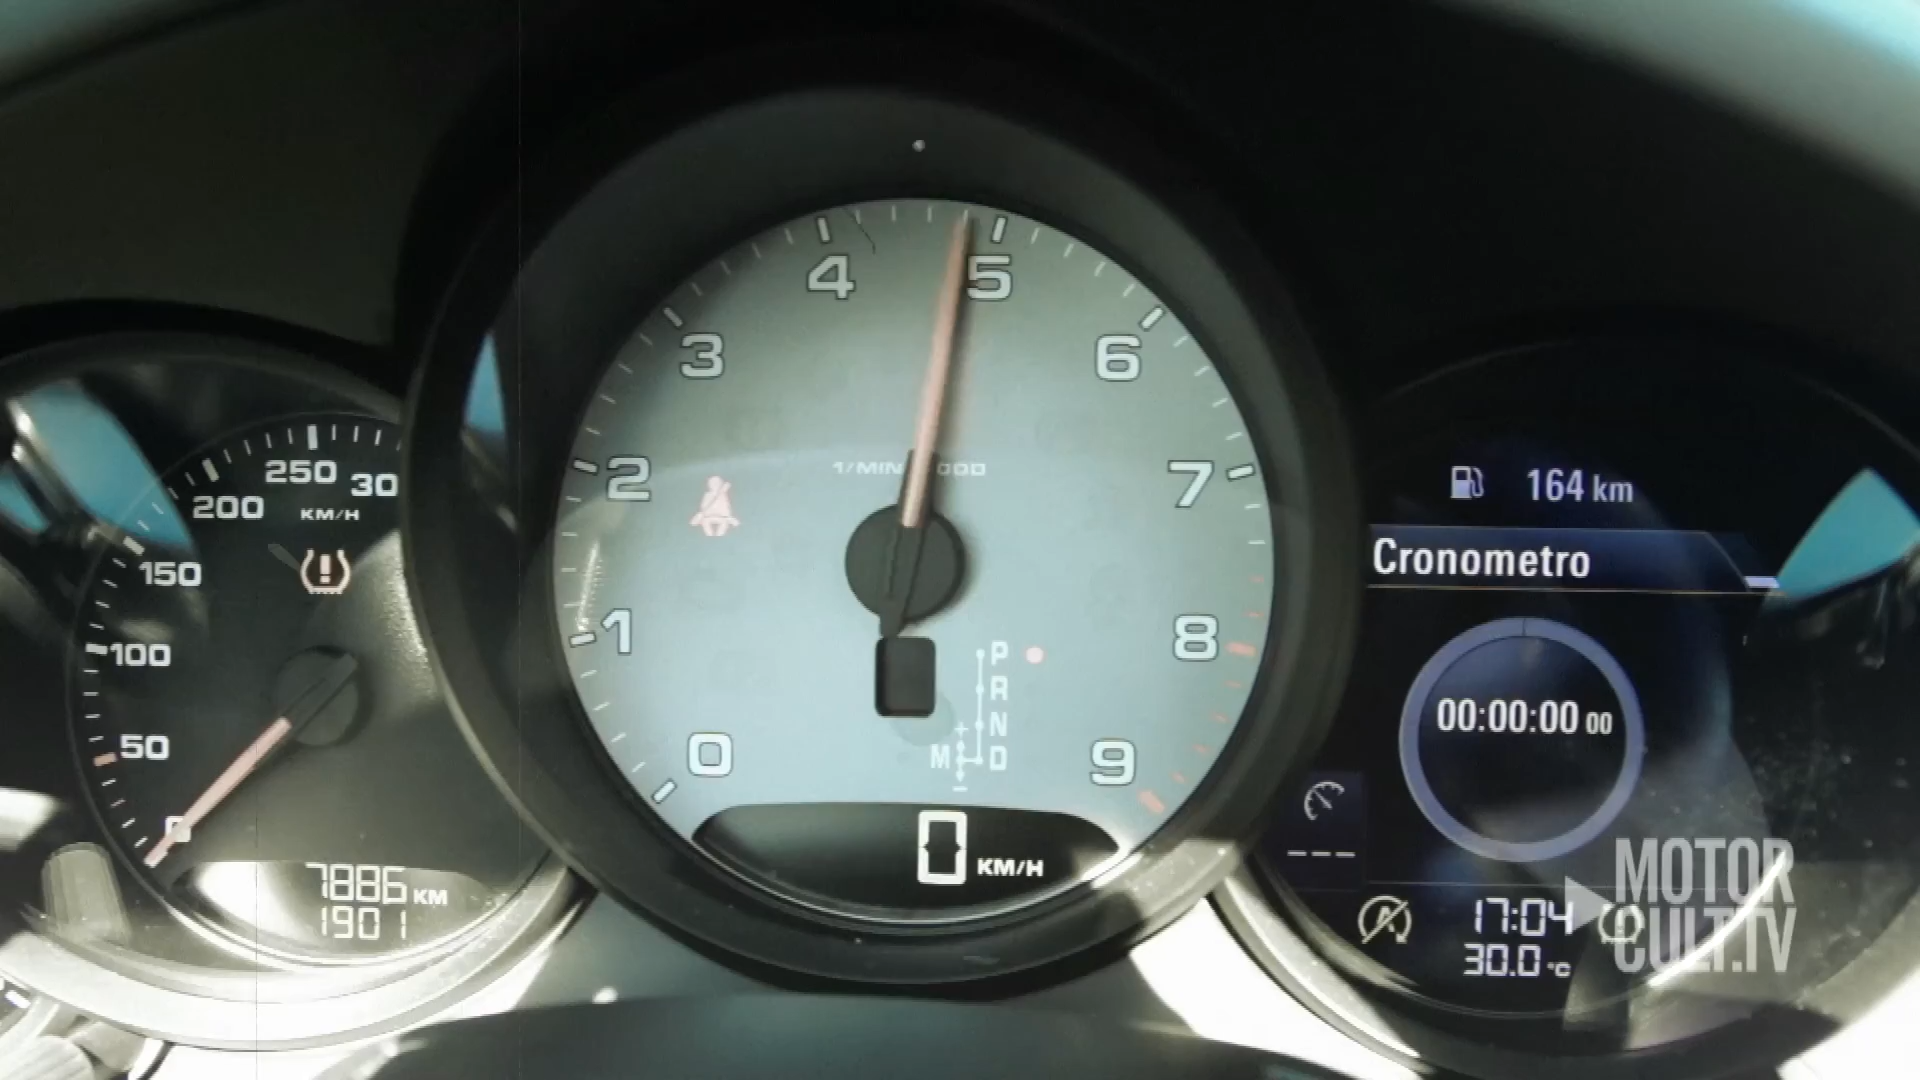 0
50
100
150
200
250
30
KM/H
7886 KM
1901
0
1
2
3
4
5
6
7
8
9
1/MIN 000
P
R
N
M D
+
-
0 KM/H
164 km
Cronometro
00:00:00 00
---
A
17:04
30.0 °C
MOTOR
CULT.TV